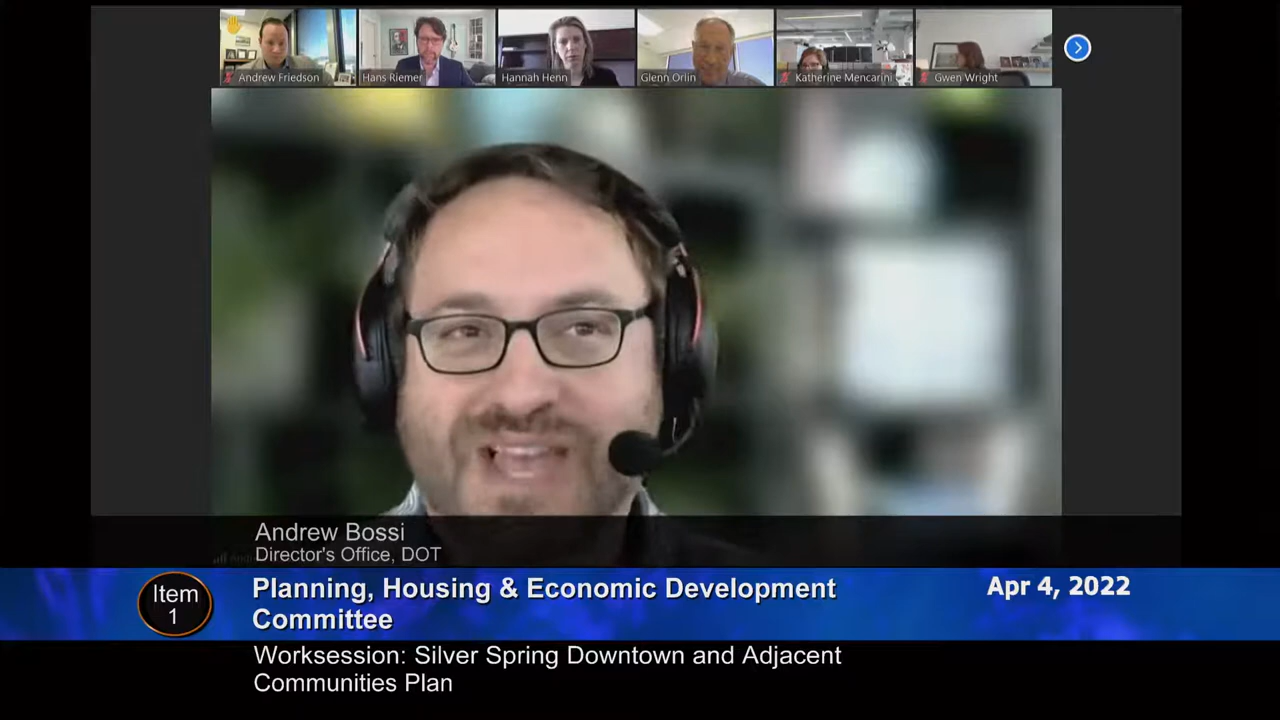 Andrew Friedson
Hans Riemer
Hannah Henn
Glenn Orlin
Katherine Mencarini
Gwen Wright
Andrew Bossi
Director's Office, DOT
Item
1
Planning, Housing & Economic Development
Committee
Apr 4, 2022
Worksession: Silver Spring Downtown and Adjacent
Communities Plan